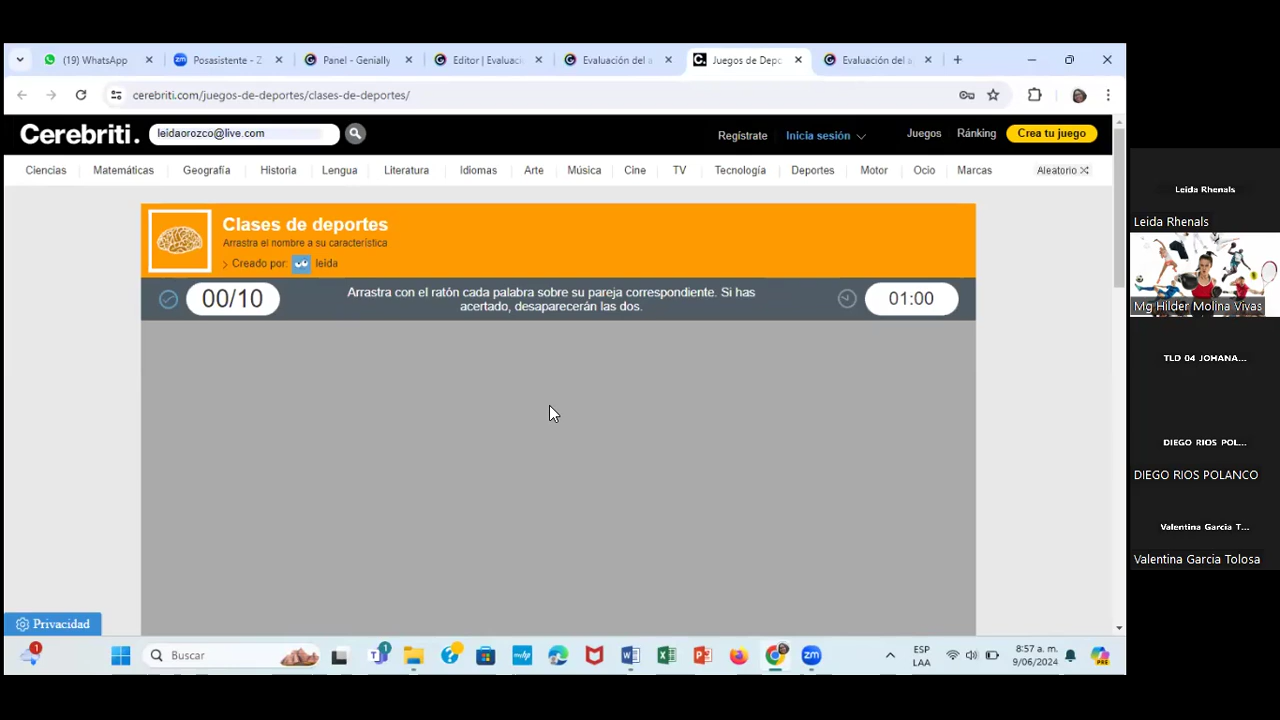 (19) WhatsApp
Posasistente - Z
Panel - Genially
Editor | Evaluaci
Evaluación del a
Juegos de Depo
Evaluación del a
cerebriti.com/juegos-de-deportes/clases-de-deportes/
Cerebriti.
leidaorozco@live.com
Regístrate
Inicia sesión
Juegos
Ránking
Crea tu juego
Ciencias
Matemáticas
Geografía
Historia
Lengua
Literatura
Idiomas
Arte
Música
Cine
TV
Tecnología
Deportes
Motor
Ocio
Marcas
Aleatorio
Clases de deportes
Arrastra el nombre a su característica
Creado por: leida
00/10
Arrastra con el ratón cada palabra sobre su pareja correspondiente. Si has
acertado, desaparecerán las dos.
01:00
Privacidad
1
Buscar
1
ESP
LAA
8:57 a. m.
9/06/2024
PRE
Leida Rhenals
Leida Rhenals
Mg Hilder Molina Vivas
TLD 04 JOHANA...
DIEGO RIOS POL...
DIEGO RIOS POLANCO
Valentina Garcia T...
Valentina Garcia Tolosa